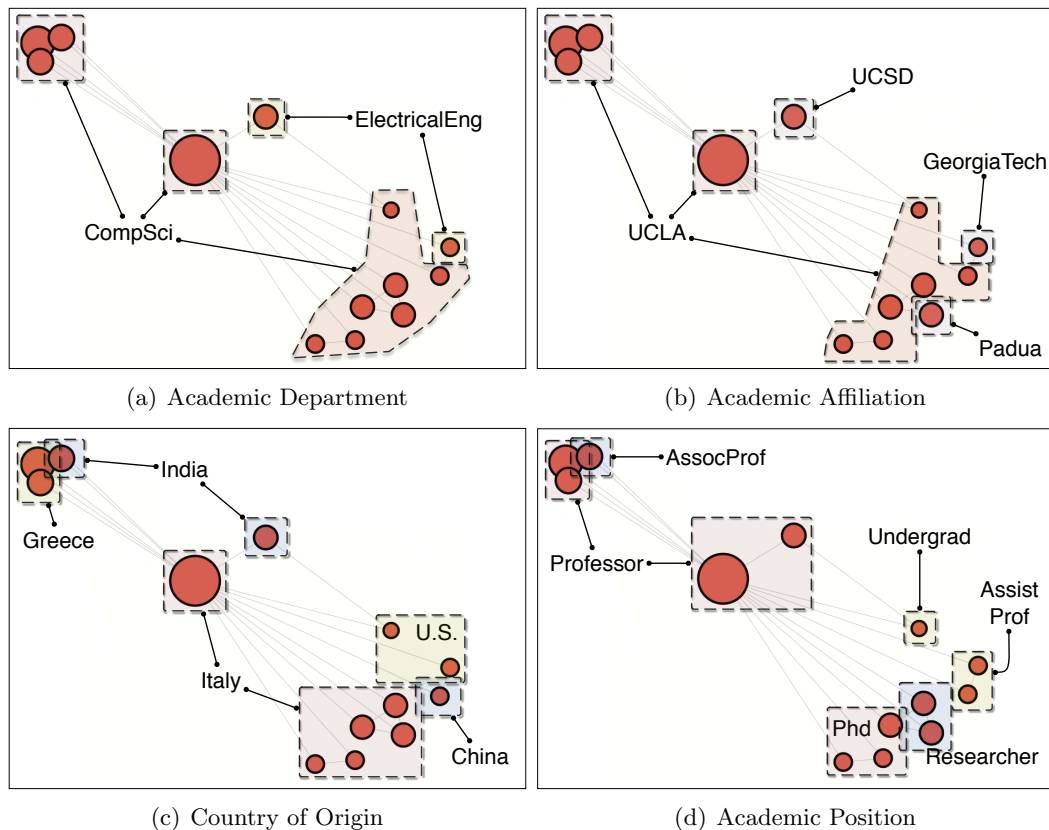 ElectricalEng
CompSci
(a) Academic Department
UCSD
GeorgiaTech
UCLA
Padua
(b) Academic Affiliation
India
Greece
U.S.
Italy
China
(c) Country of Origin
AssocProf
Undergrad
Professor
Assist
Prof
Phd
Researcher
(d) Academic Position